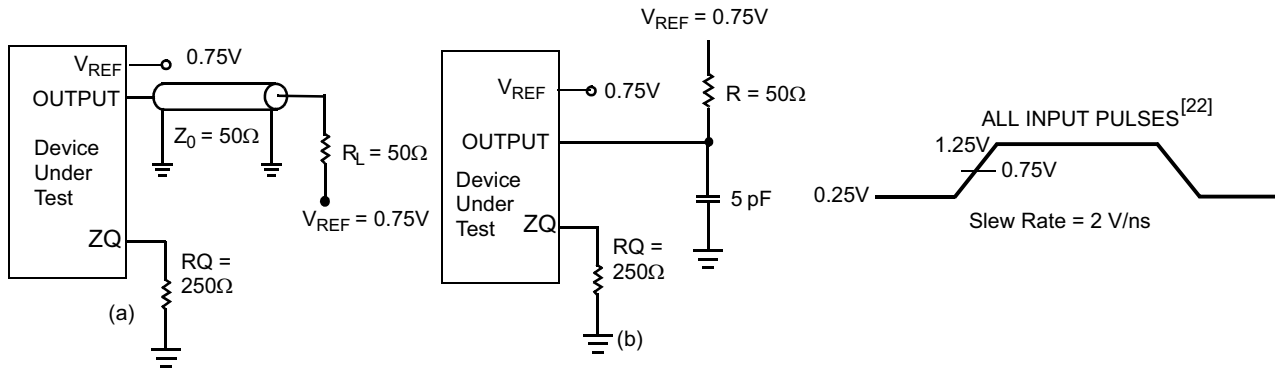 V_REF 0.75V
OUTPUT
Z₀ = 50Ω
Device
Under
Test
R_L = 50Ω
V_REF = 0.75V
ZQ
RQ =
250Ω
(a)
V_REF = 0.75V
R = 50Ω
V_REF 0.75V
OUTPUT
Device
Under
Test
5 pF
ZQ
RQ =
250Ω
(b)
ALL INPUT PULSES[22]
1.25V
0.75V
0.25V
Slew Rate = 2 V/ns